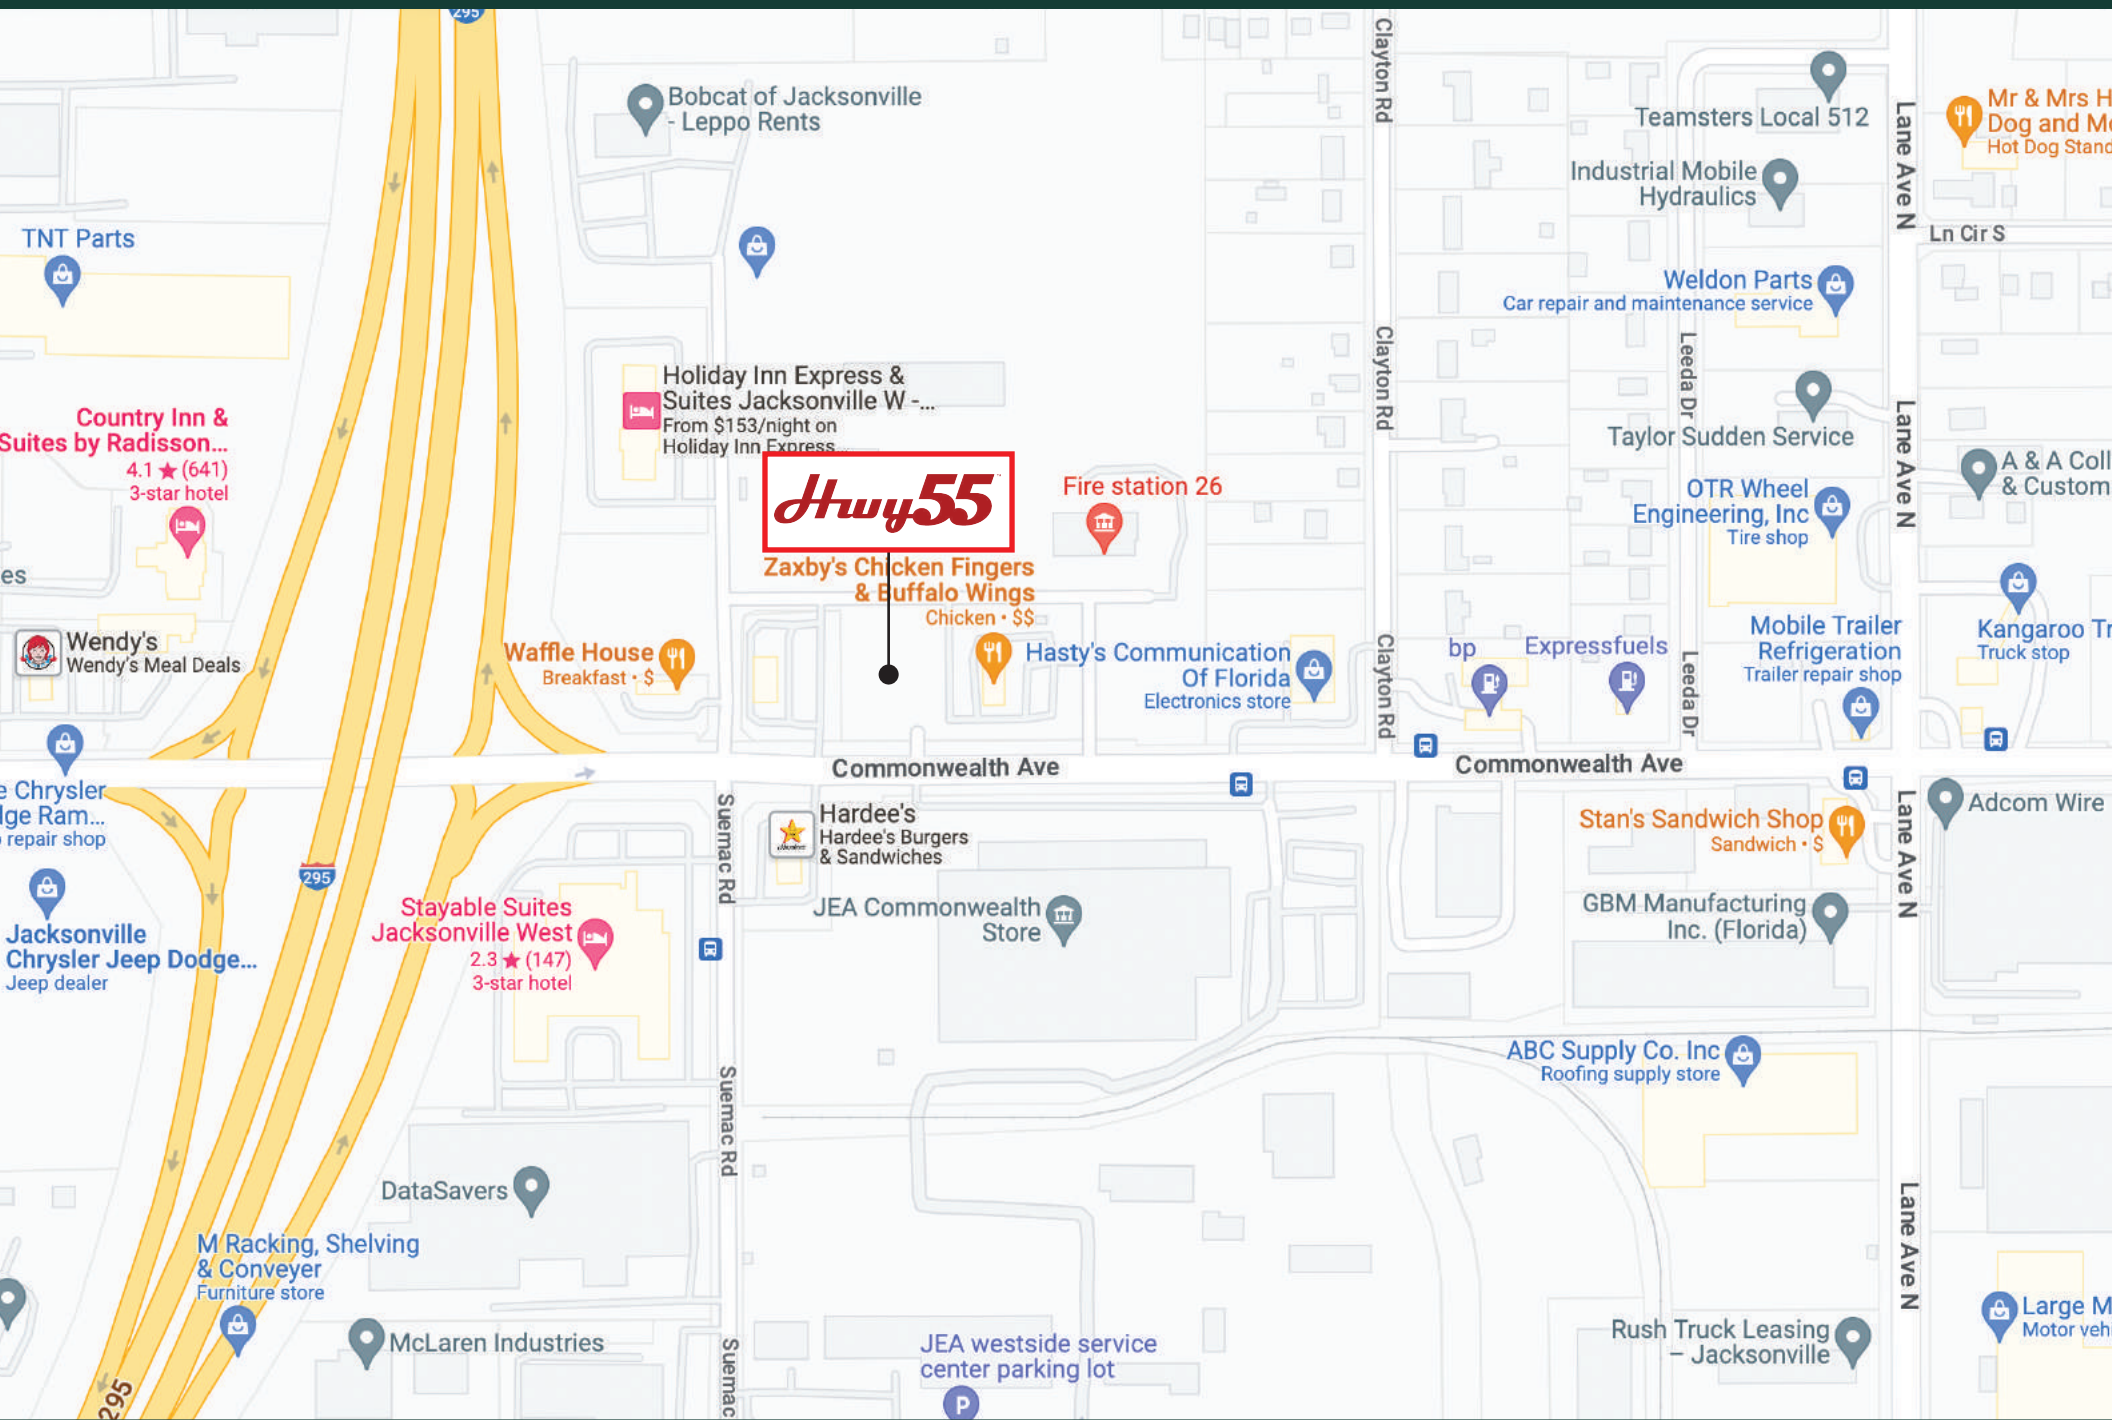 295
Bobcat of Jacksonville
- Leppo Rents
Clayton Rd
Teamsters Local 512
Lane Ave N
Mr & Mrs H
Dog and Mo
Hot Dog Stand
Industrial Mobile
Hydraulics
Ln Cir S
TNT Parts
Weldon Parts
Car repair and maintenance service
Clayton Rd
Leeda Dr
Holiday Inn Express &
Suites Jacksonville W -...
From $153/night on
Holiday Inn Express...
Country Inn &
Suites by Radisson...
4.1 ★ (641)
3-star hotel
Taylor Sudden Service
Lane Ave N
A & A Coll
& Custom
Hwy55
Fire station 26
OTR Wheel
Engineering, Inc
Tire shop
Zaxby's Chicken Fingers
& Buffalo Wings
Chicken • $$
es
Wendy's
Wendy's Meal Deals
Waffle House
Breakfast • $
Hasty's Communication
Of Florida
Electronics store
Clayton Rd
bp
Expressfuels
Leeda Dr
Mobile Trailer
Refrigeration
Trailer repair shop
Kangaroo Tr
Truck stop
Commonwealth Ave
Commonwealth Ave
e Chrysler
dge Ram...
o repair shop
Suemac Rd
Hardee's
Hardee's Burgers
& Sandwiches
Stan's Sandwich Shop
Sandwich • $
Lane Ave N
Adcom Wire
295
Jacksonville
Chrysler Jeep Dodge...
Jeep dealer
Stayable Suites
Jacksonville West
2.3 ★ (147)
3-star hotel
JEA Commonwealth
Store
GBM Manufacturing
Inc. (Florida)
ABC Supply Co. Inc
Roofing supply store
Suemac Rd
DataSavers
M Racking, Shelving
& Conveyer
Furniture store
Lane Ave N
McLaren Industries
JEA westside service
center parking lot
P
Suemac
Rush Truck Leasing
– Jacksonville
Large M
Motor veh
295